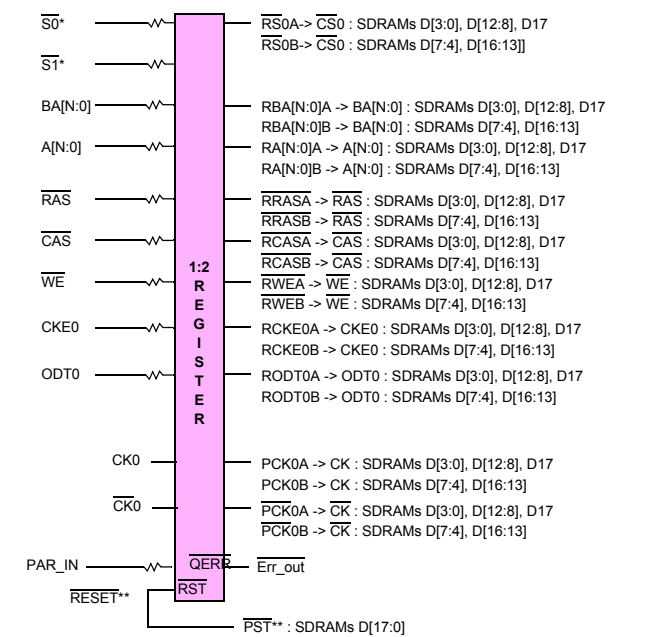 S0*
RS0A-> CS0 : SDRAMs D[3:0], D[12:8], D17
RS0B-> CS0 : SDRAMs D[7:4], D[16:13]]
S1*
BA[N:0]
RBA[N:0]A -> BA[N:0] : SDRAMs D[3:0], D[12:8], D17
RBA[N:0]B -> BA[N:0] : SDRAMs D[7:4], D[16:13]
A[N:0]
RA[N:0]A -> A[N:0] : SDRAMs D[3:0], D[12:8], D17
RA[N:0]B -> A[N:0] : SDRAMs D[7:4], D[16:13]
RAS
RRASA -> RAS : SDRAMs D[3:0], D[12:8], D17
RRASB -> RAS : SDRAMs D[7:4], D[16:13]
CAS
RCASA -> CAS : SDRAMs D[3:0], D[12:8], D17
RCASB -> CAS : SDRAMs D[7:4], D[16:13]
WE
RWEA -> WE : SDRAMs D[3:0], D[12:8], D17
RWEB -> WE : SDRAMs D[7:4], D[16:13]
CKE0
RCKE0A -> CKE0 : SDRAMs D[3:0], D[12:8], D17
RCKE0B -> CKE0 : SDRAMs D[7:4], D[16:13]
ODT0
RODT0A -> ODT0 : SDRAMs D[3:0], D[12:8], D17
RODT0B -> ODT0 : SDRAMs D[7:4], D[16:13]
1:2
R
E
G
I
S
T
E
R
CK0
PCK0A -> CK : SDRAMs D[3:0], D[12:8], D17
PCK0B -> CK : SDRAMs D[7:4], D[16:13]
CK0
PCK0A -> CK : SDRAMs D[3:0], D[12:8], D17
PCK0B -> CK : SDRAMs D[7:4], D[16:13]
PAR_IN
QERR
Err_out
RESET**
RST
PST** : SDRAMs D[17:0]